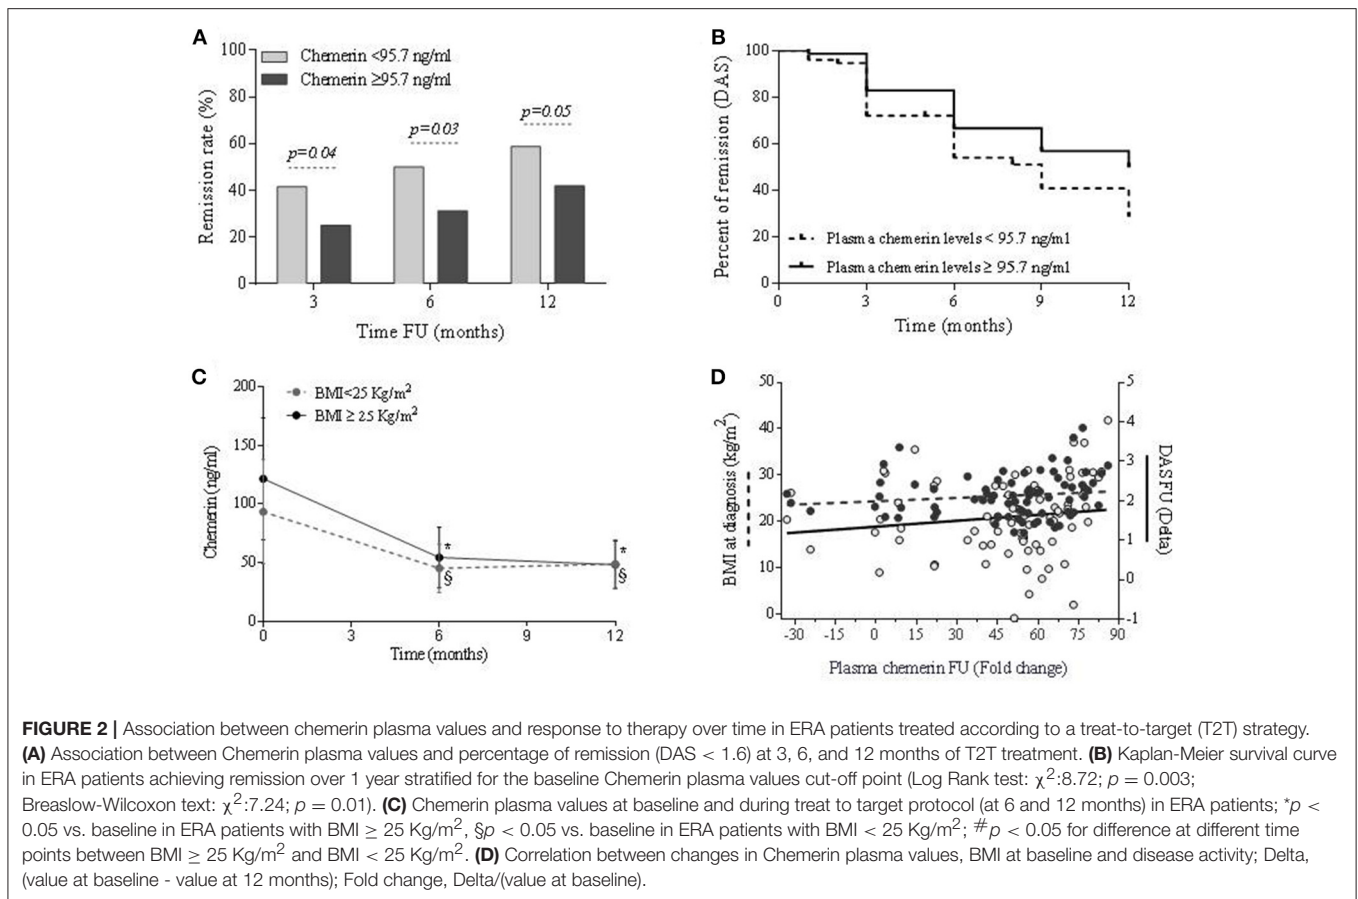 A
100
80
60
40
20
0
Remission rate (%)
Chemerin <95.7 ng/ml
Chemerin ≥95.7 ng/ml
p=0.04
p=0.03
p=0.05
3
6
12
Time FU (months)
B
100
80
60
40
20
0
Percent of remission (DAS)
Plasma chemerin levels < 95.7 ng/ml
Plasma chemerin levels ≥ 95.7 ng/ml
0
3
6
9
12
Time (months)
C
200
150
100
50
0
Chemerin (ng/ml)
BMI<25 Kg/m²
BMI ≥ 25 Kg/m²
*
§
*
§
0
3
6
9
12
Time (months)
D
50
40
30
20
10
0
BMI at diagnosis (kg/m²)
5
4
3
2
1
0
-1
DAS FU (Delta)
-30
-15
0
15
30
45
60
75
90
Plasma chemerin FU (Fold change)
FIGURE 2 | Association between chemerin plasma values and response to therapy over time in ERA patients treated according to a treat-to-target (T2T) strategy.
(A) Association between Chemerin plasma values and percentage of remission (DAS < 1.6) at 3, 6, and 12 months of T2T treatment. (B) Kaplan-Meier survival curve
in ERA patients achieving remission over 1 year stratified for the baseline Chemerin plasma values cut-off point (Log Rank test: χ²:8.72; p = 0.003;
Breaslow-Wilcoxon text: χ²:7.24; p = 0.01). (C) Chemerin plasma values at baseline and during treat to target protocol (at 6 and 12 months) in ERA patients; *p <
0.05 vs. baseline in ERA patients with BMI ≥ 25 Kg/m², §p < 0.05 vs. baseline in ERA patients with BMI < 25 Kg/m²; #p < 0.05 for difference at different time
points between BMI ≥ 25 Kg/m² and BMI < 25 Kg/m². (D) Correlation between changes in Chemerin plasma values, BMI at baseline and disease activity; Delta,
(value at baseline - value at 12 months); Fold change, Delta/(value at baseline).